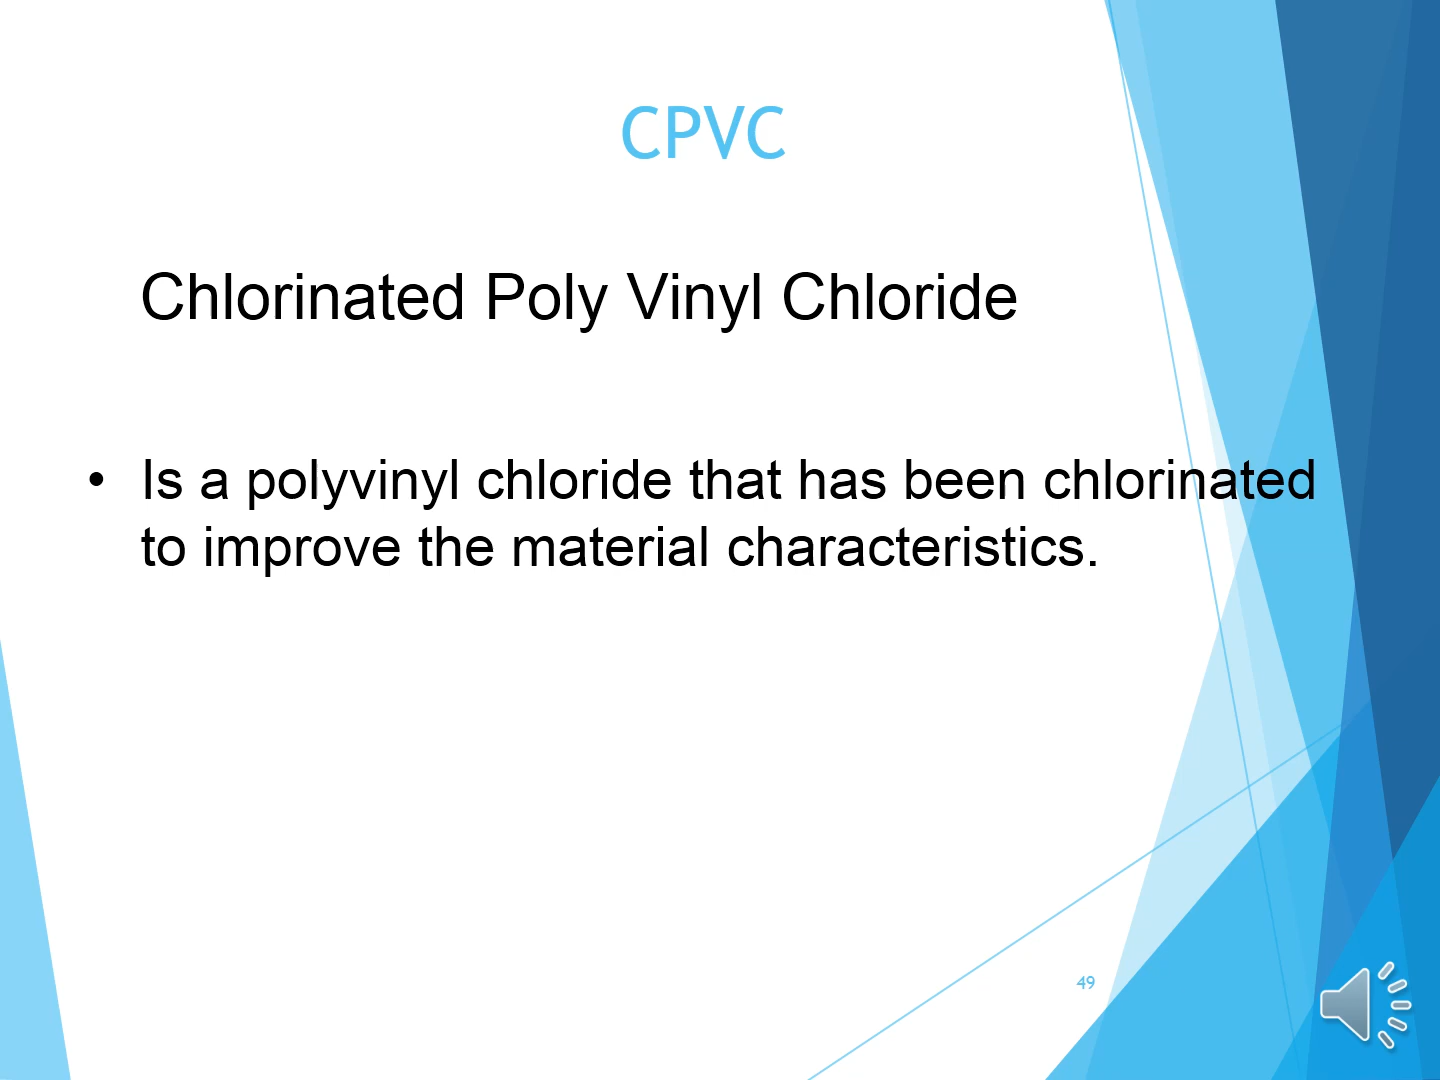 CPVC
Chlorinated Poly Vinyl Chloride
• Is a polyvinyl chloride that has been chlorinated
to improve the material characteristics.
49